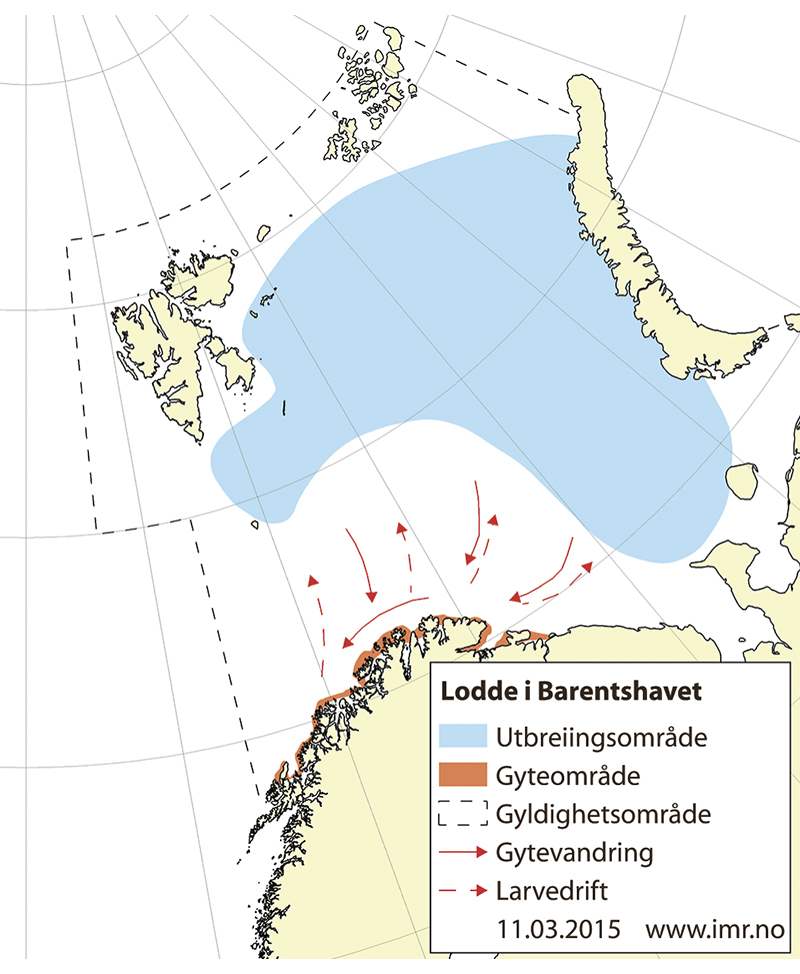 Lodde i Barentshavet
Utbreiingsområde
Gyteområde
Gyldighetsområde
Gytevandring
Larvedrift
11.03.2015 www.imr.no